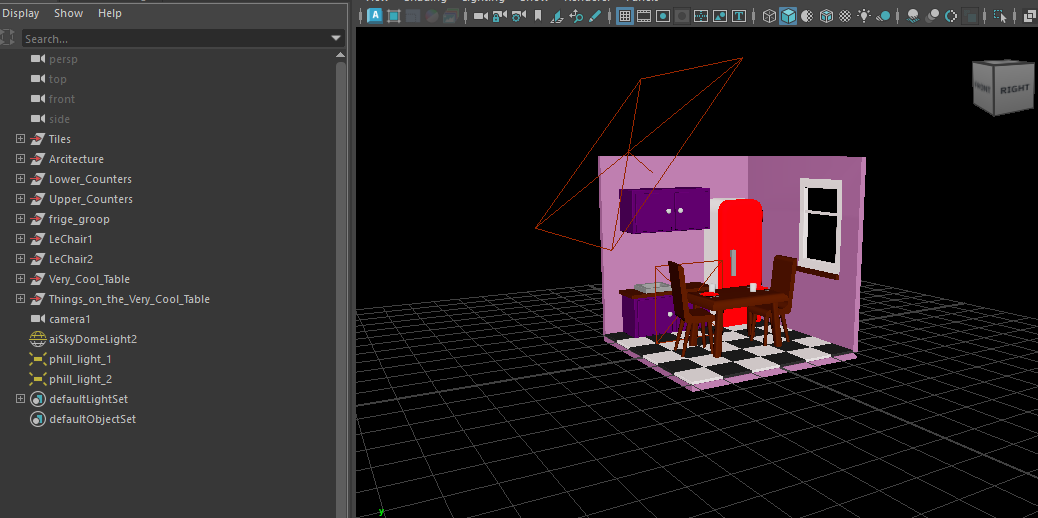 Display Show Help
Search...
persp
top
front
side
Tiles
Arcitecture
Lower_Counters
Upper_Counters
frige_groop
LeChair1
LeChair2
Very_Cool_Table
Things_on_the_Very_Cool_Table
camera1
aiSkyDomeLight2
phill_light_1
phill_light_2
defaultLightSet
defaultObjectSet
FRONT RIGHT
y